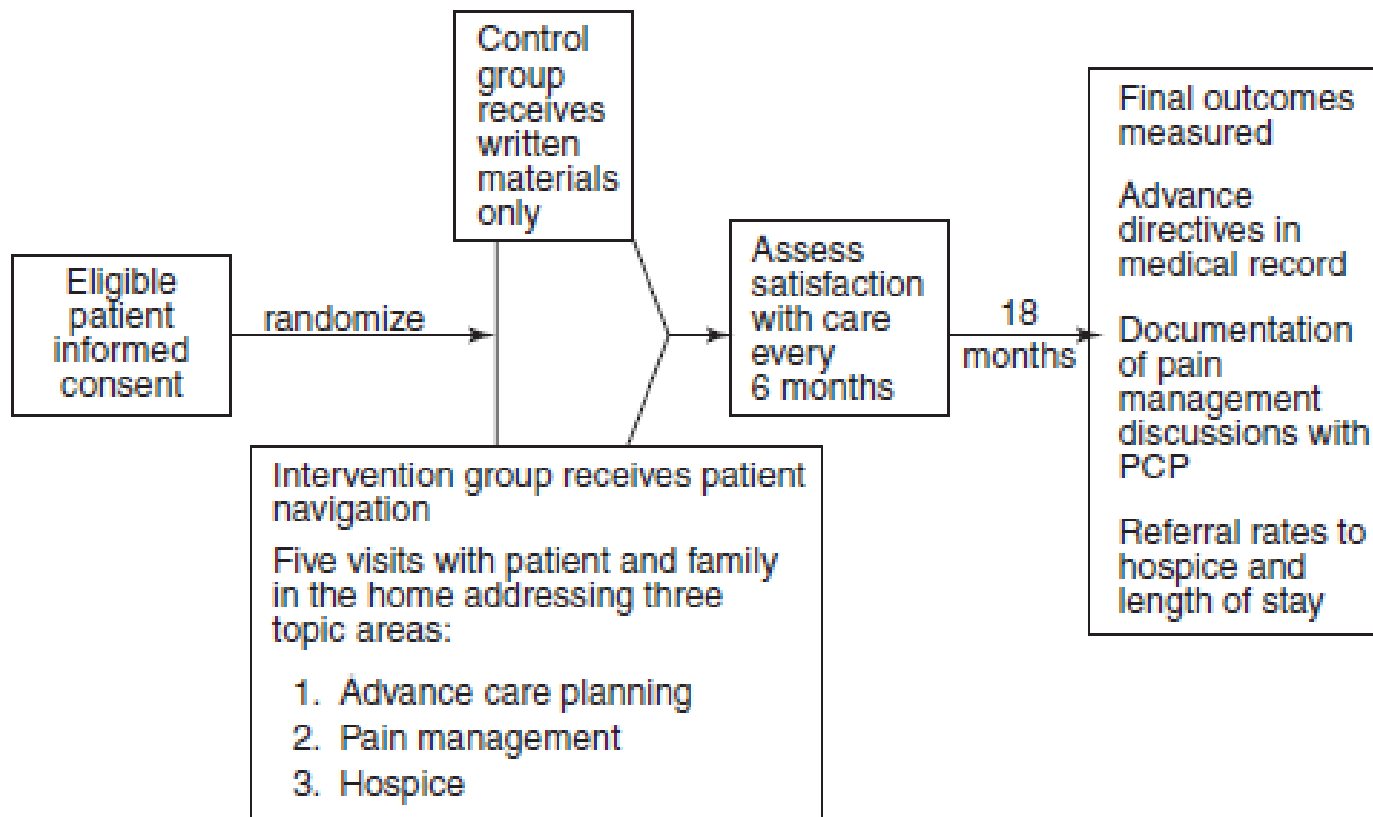 Eligible
patient
informed
consent
randomize
Control
group
receives
written
materials
only
Intervention group receives patient
navigation
Five visits with patient and family
in the home addressing three
topic areas:
1. Advance care planning
2. Pain management
3. Hospice
Assess
satisfaction
with care
every
6 months
18
months
Final outcomes
measured
Advance
directives in
medical record
Documentation
of pain
management
discussions with
PCP
Referral rates to
hospice and
length of stay